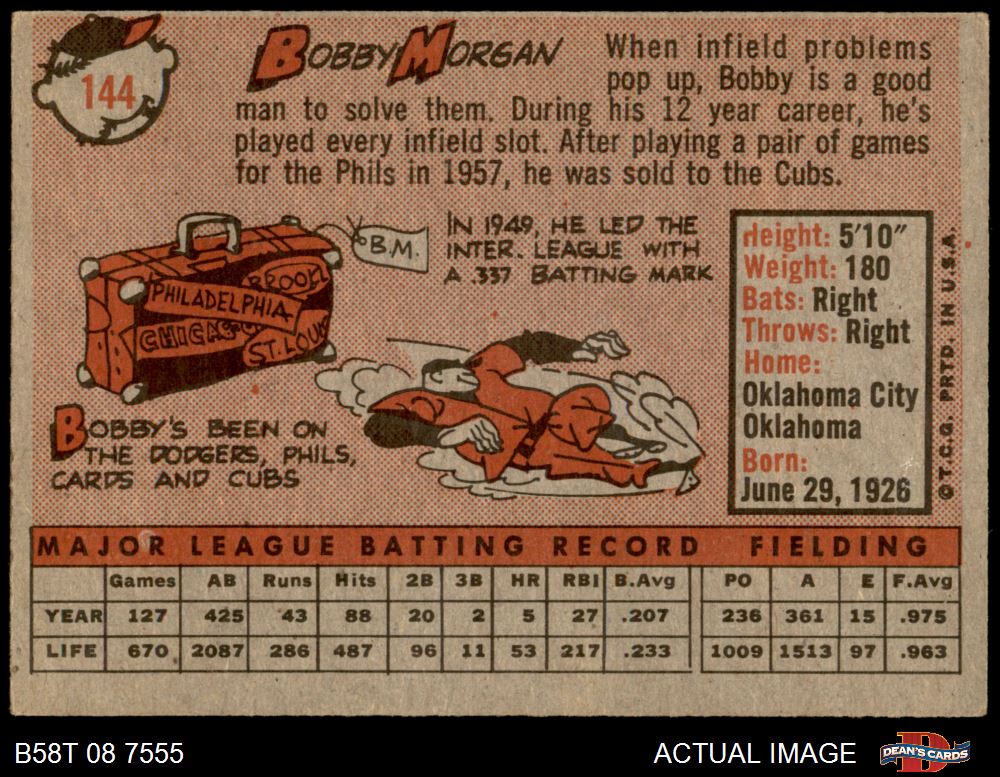 144
BOBBY MORGAN
When infield problems
pop up, Bobby is a good
man to solve them. During his 12 year career, he's
played every infield slot. After playing a pair of games
for the Phils in 1957, he was sold to the Cubs.
BROOKL
PHILADELPHIA
CHICAGO
ST. LOUI
B.M.
IN 1949, HE LED THE
INTER. LEAGUE WITH
A .337 BATTING MARK
BOBBY'S BEEN ON
THE DODGERS, PHILS,
CARDS AND CUBS
Height: 5'10"
Weight: 180
Bats: Right
Throws: Right
Home:
Oklahoma City
Oklahoma
Born:
June 29, 1926
© T.C.G. PRTD. IN U.S.A.
MAJOR LEAGUE BATTING RECORD FIELDING
Games AB Runs Hits 2B 3B HR RBI B.Avg PO A E F.Avg
YEAR 127 425 43 88 20 2 5 27 .207 236 361 15 .975
LIFE 670 2087 286 487 96 11 53 217 .233 1009 1513 97 .963
B58T 08 7555 ACTUAL IMAGE DEAN'S CARDS